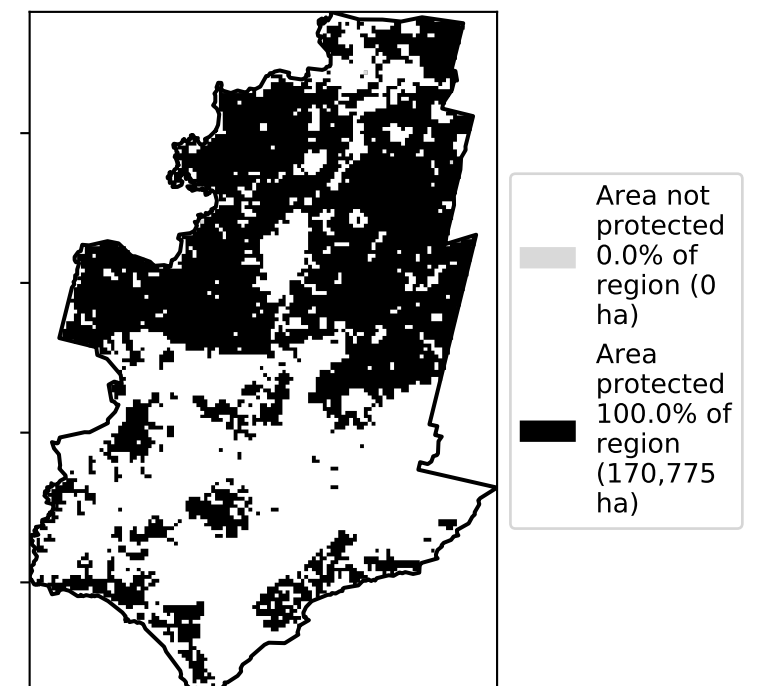 Area not
protected
0.0% of
region (0
ha)
Area
protected
100.0% of
region
(170,775
ha)